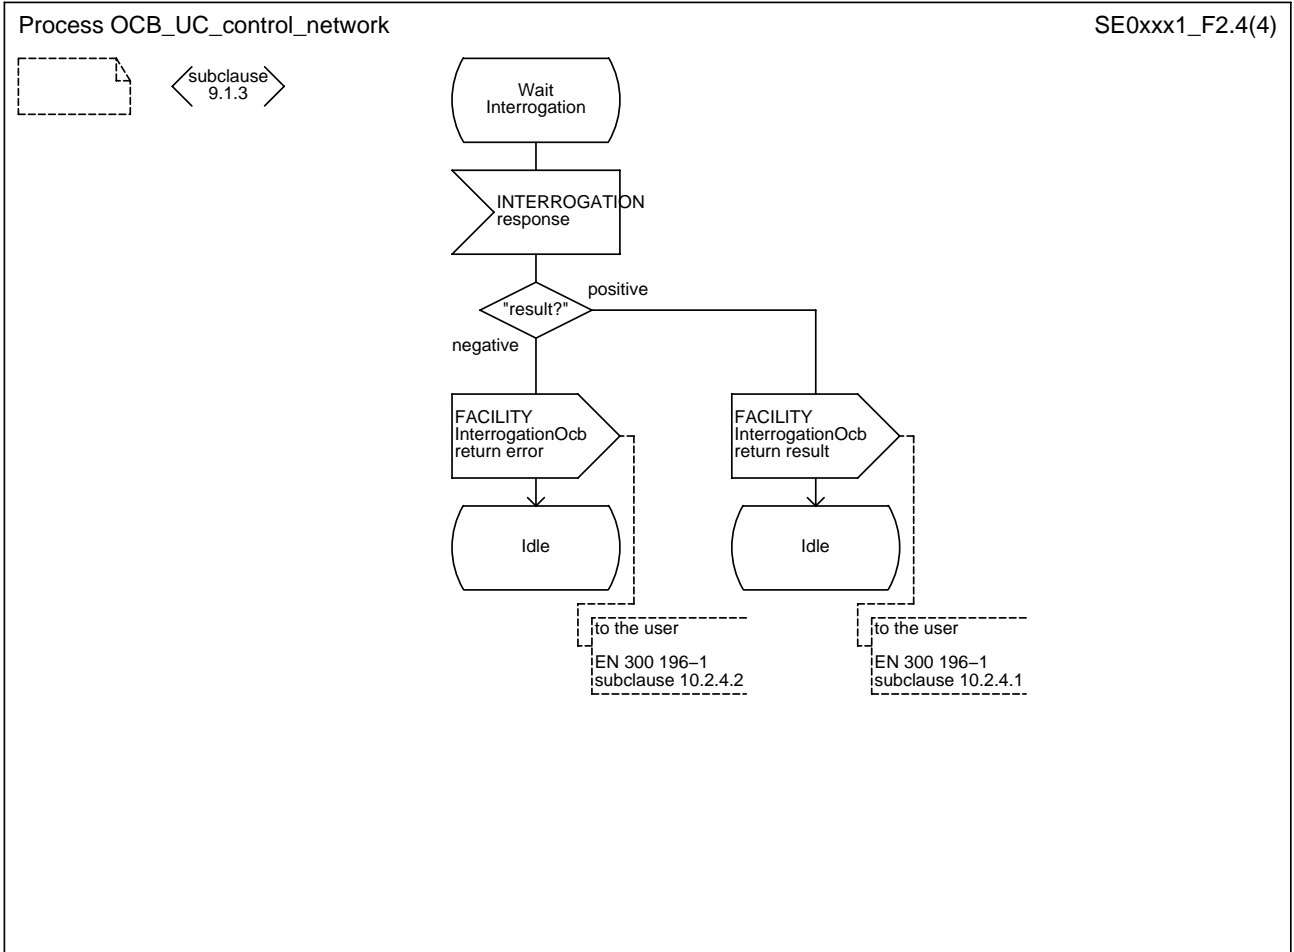 Process OCB_UC_control_network
SE0xxx1_F2.4(4)
subclause
9.1.3
Wait
Interrogation
INTERROGATION
response
"result?"
positive
negative
FACILITY
InterrogationOcb
return error
FACILITY
InterrogationOcb
return result
Idle
Idle
to the user
EN 300 196–1
subclause 10.2.4.2
to the user
EN 300 196–1
subclause 10.2.4.1